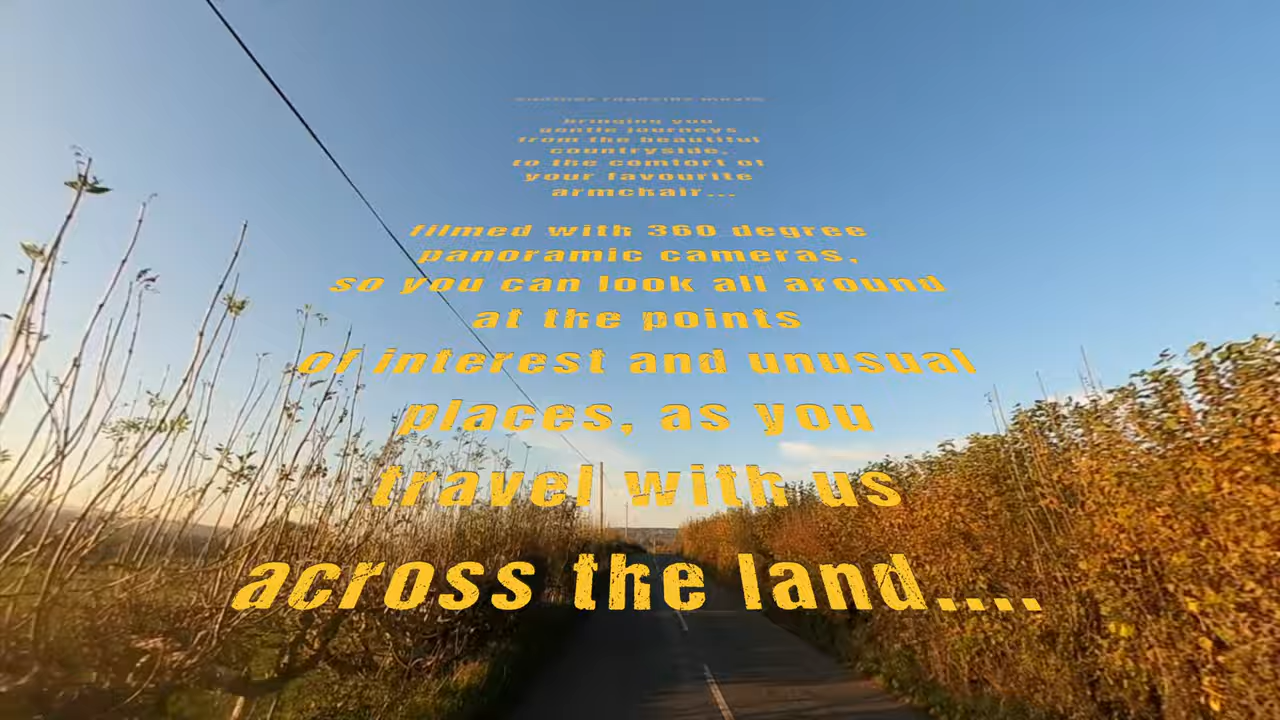 bringing you
gentle journeys
from the beautiful
countryside,
to the comfort of
your favourite
armchair...
filmed with 360 degree
panoramic cameras,
so you can look all around
at the points
of interest and unusual
places, as you
travel with us
across the land....